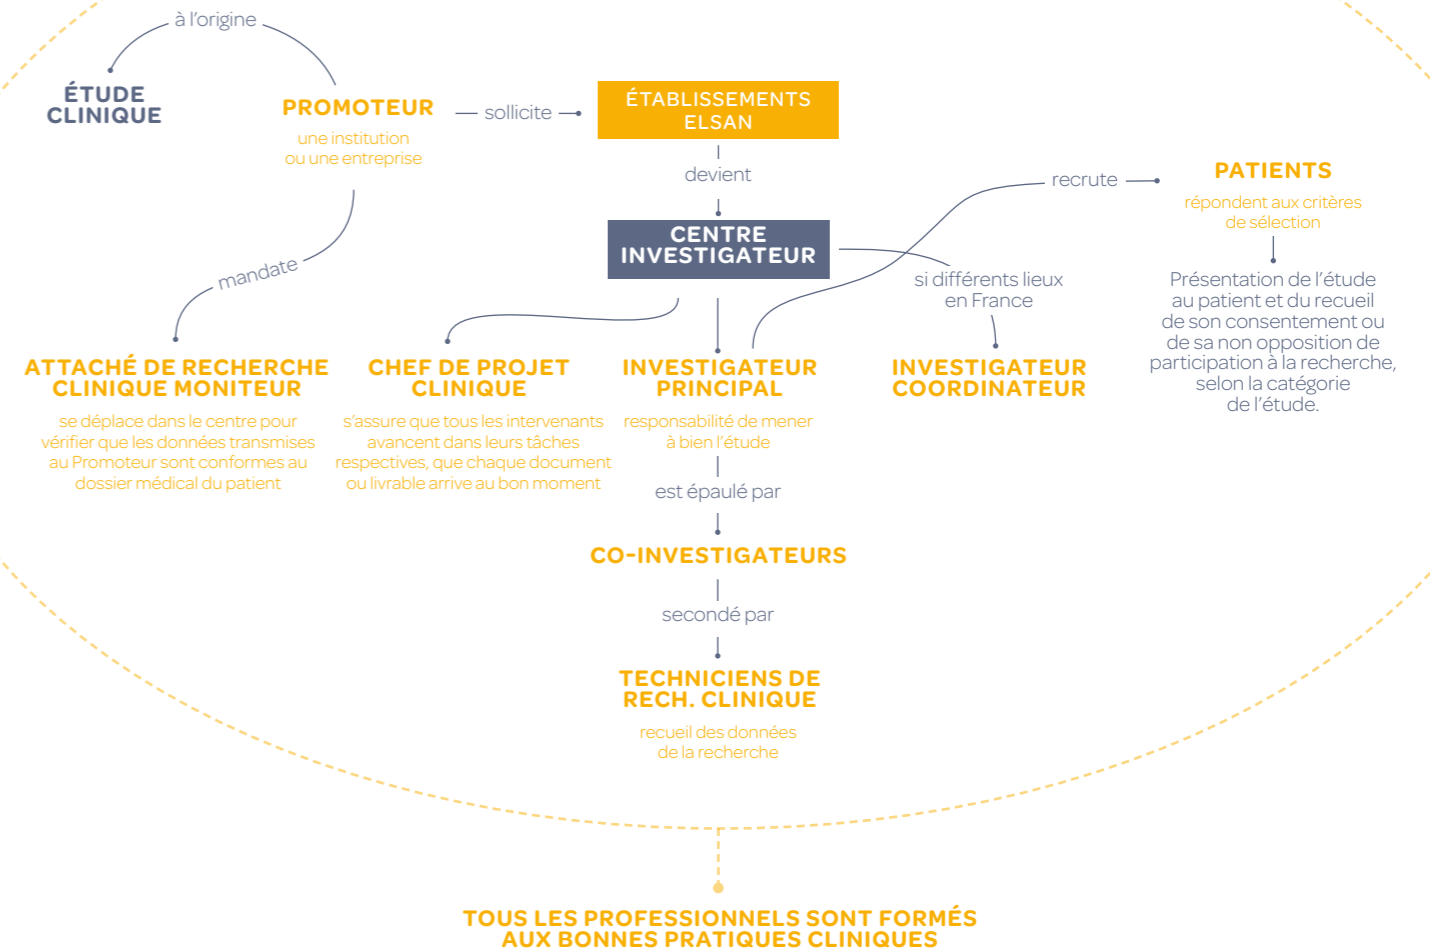 à l’origine
ÉTUDE
CLINIQUE
PROMOTEUR
une institution
ou une entreprise
sollicite
ÉTABLISSEMENTS
ELSAN
devient
CENTRE
INVESTIGATEUR
recrute
PATIENTS
répondent aux critères
de sélection
Présentation de l’étude
au patient et du recueil
de son consentement ou
de sa non opposition de
participation à la recherche,
selon la catégorie
de l’étude.
mandate
si différents lieux
en France
ATTACHÉ DE RECHERCHE
CLINIQUE MONITEUR
se déplace dans le centre pour
vérifier que les données transmises
au Promoteur sont conformes au
dossier médical du patient
CHEF DE PROJET
CLINIQUE
s’assure que tous les intervenants
avancent dans leurs tâches
respectives, que chaque document
ou livrable arrive au bon moment
INVESTIGATEUR
PRINCIPAL
responsabilité de mener
à bien l’étude
INVESTIGATEUR
COORDINATEUR
est épaulé par
CO-INVESTIGATEURS
secondé par
TECHNICIENS DE
RECH. CLINIQUE
recueil des données
de la recherche
TOUS LES PROFESSIONNELS SONT FORMÉS
AUX BONNES PRATIQUES CLINIQUES